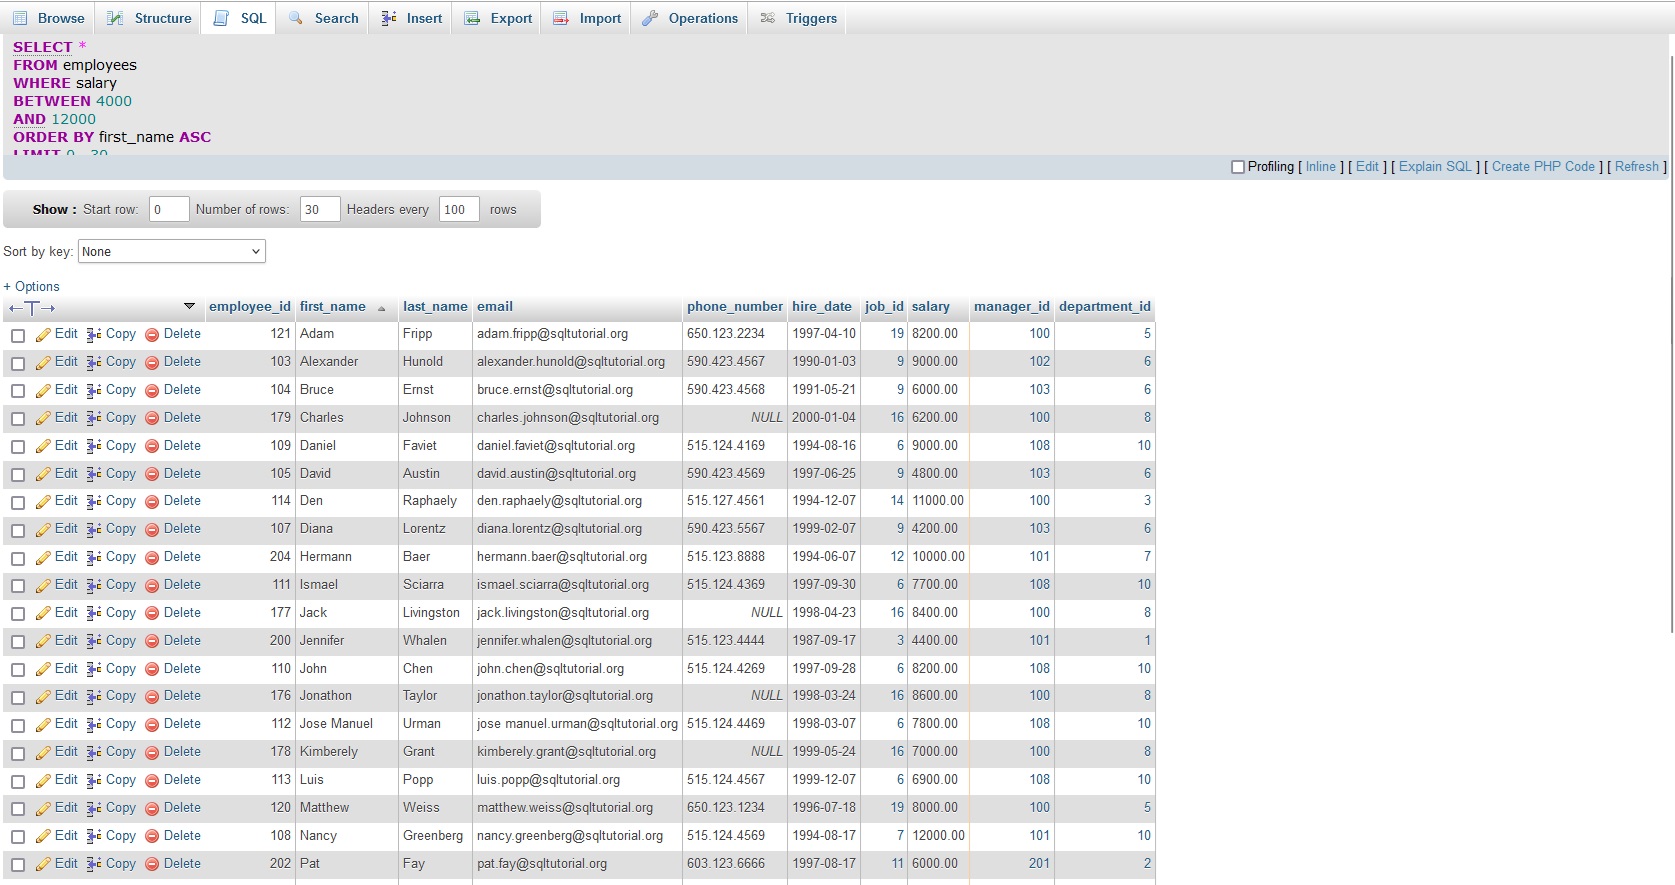 Browse Structure SQL Search Insert Export Import Operations Triggers
SELECT *
FROM employees
WHERE salary
BETWEEN 4000
AND 12000
ORDER BY first_name ASC
LIMIT 0 , 30
Profiling [ Inline ] [ Edit ] [ Explain SQL ] [ Create PHP Code ] [ Refresh ]
Show : Start row: 0 Number of rows: 30 Headers every 100 rows
Sort by key: None
+ Options
←T→ employee_id first_name last_name email phone_number hire_date job_id salary manager_id department_id
Edit Copy Delete 121 Adam Fripp adam.fripp@sqltutorial.org 650.123.2234 1997-04-10 19 8200.00 100 5
Edit Copy Delete 103 Alexander Hunold alexander.hunold@sqltutorial.org 590.423.4567 1990-01-03 9 9000.00 102 6
Edit Copy Delete 104 Bruce Ernst bruce.ernst@sqltutorial.org 590.423.4568 1991-05-21 9 6000.00 103 6
Edit Copy Delete 179 Charles Johnson charles.johnson@sqltutorial.org NULL 2000-01-04 16 6200.00 100 8
Edit Copy Delete 109 Daniel Faviet daniel.faviet@sqltutorial.org 515.124.4169 1994-08-16 6 9000.00 108 10
Edit Copy Delete 105 David Austin david.austin@sqltutorial.org 590.423.4569 1997-06-25 9 4800.00 103 6
Edit Copy Delete 114 Den Raphaely den.raphaely@sqltutorial.org 515.127.4561 1994-12-07 14 11000.00 100 3
Edit Copy Delete 107 Diana Lorentz diana.lorentz@sqltutorial.org 590.423.5567 1999-02-07 9 4200.00 103 6
Edit Copy Delete 204 Hermann Baer hermann.baer@sqltutorial.org 515.123.8888 1994-06-07 12 10000.00 101 7
Edit Copy Delete 111 Ismael Sciarra ismael.sciarra@sqltutorial.org 515.124.4369 1997-09-30 6 7700.00 108 10
Edit Copy Delete 177 Jack Livingston jack.livingston@sqltutorial.org NULL 1998-04-23 16 8400.00 100 8
Edit Copy Delete 200 Jennifer Whalen jennifer.whalen@sqltutorial.org 515.123.4444 1987-09-17 3 4400.00 101 1
Edit Copy Delete 110 John Chen john.chen@sqltutorial.org 515.124.4269 1997-09-28 6 8200.00 108 10
Edit Copy Delete 176 Jonathon Taylor jonathon.taylor@sqltutorial.org NULL 1998-03-24 16 8600.00 100 8
Edit Copy Delete 112 Jose Manuel Urman jose manuel.urman@sqltutorial.org 515.124.4469 1998-03-07 6 7800.00 108 10
Edit Copy Delete 178 Kimberely Grant kimberely.grant@sqltutorial.org NULL 1999-05-24 16 7000.00 100 8
Edit Copy Delete 113 Luis Popp luis.popp@sqltutorial.org 515.124.4567 1999-12-07 6 6900.00 108 10
Edit Copy Delete 120 Matthew Weiss matthew.weiss@sqltutorial.org 650.123.1234 1996-07-18 19 8000.00 100 5
Edit Copy Delete 108 Nancy Greenberg nancy.greenberg@sqltutorial.org 515.124.4569 1994-08-17 7 12000.00 101 10
Edit Copy Delete 202 Pat Fay pat.fay@sqltutorial.org 603.123.6666 1997-08-17 11 6000.00 201 2